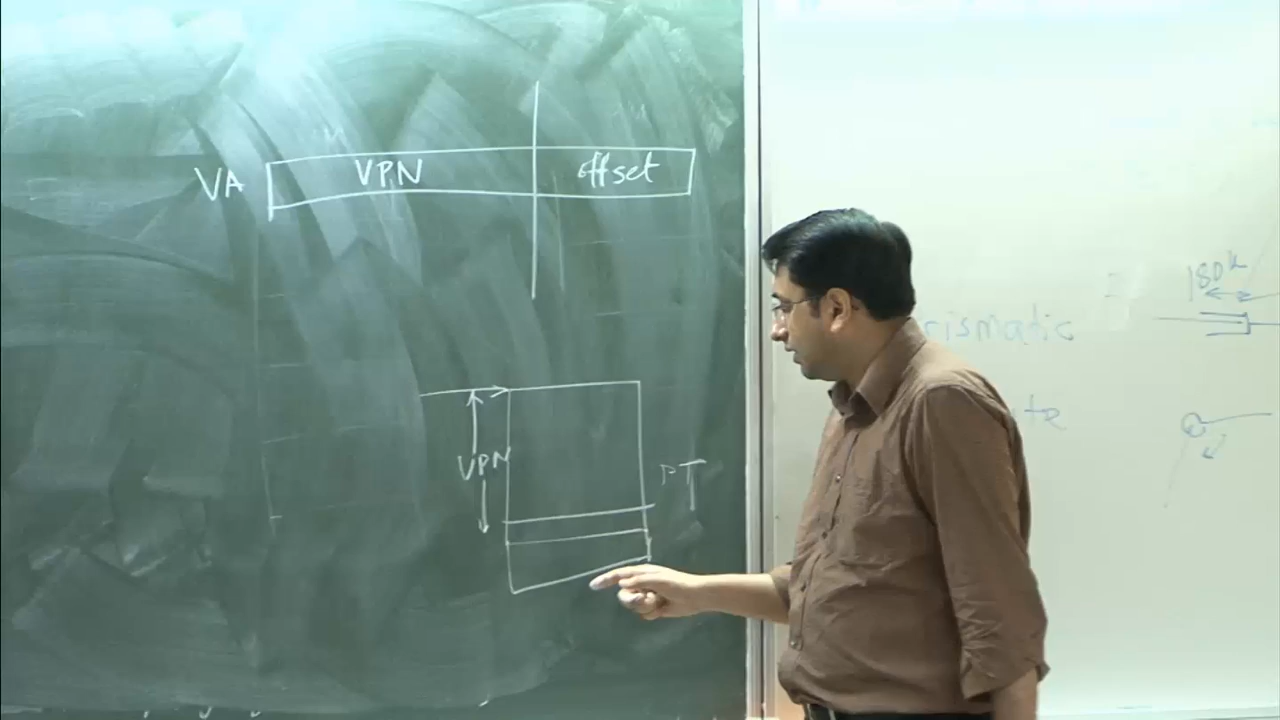 VA VPN offset
VPN
PT
180
rismatic
te